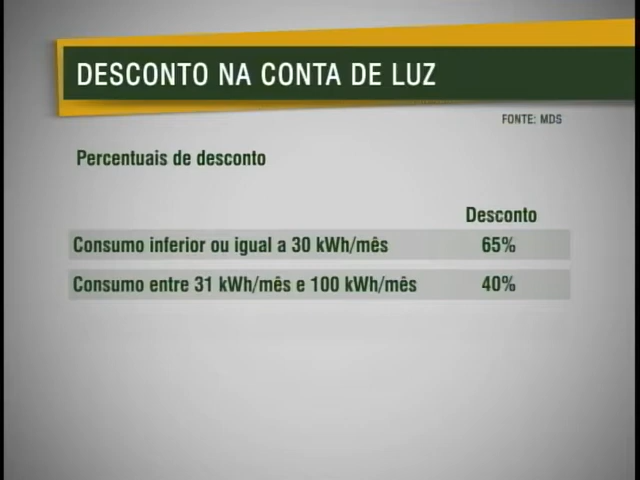 DESCONTO NA CONTA DE LUZ
FONTE: MDS
Percentuais de desconto
Desconto
Consumo inferior ou igual a 30 kWh/mês 65%
Consumo entre 31 kWh/mês e 100 kWh/mês 40%